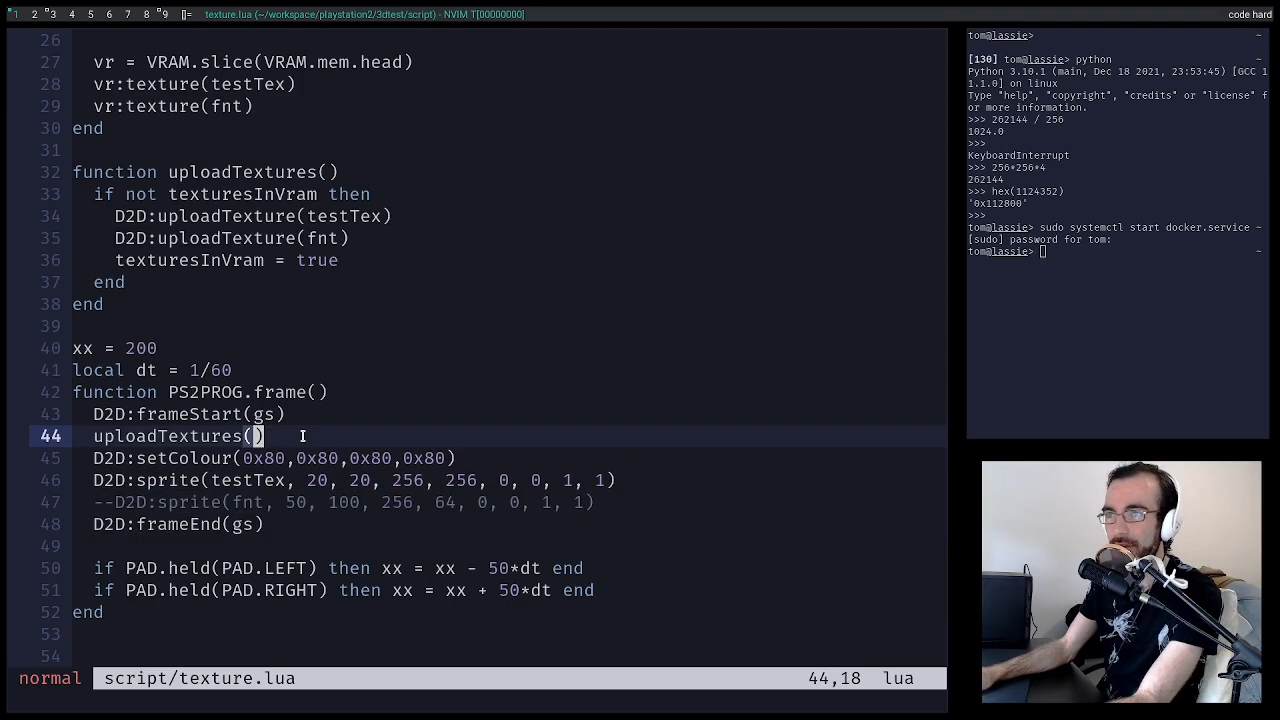 1 2 3 4 5 6 7 8 9 []= texture.lua (~/workspace/playstation2/3dtest/script) - NVIM T[00000000] code hard
26
27 vr = VRAM.slice(VRAM.mem.head)
28 vr:texture(testTex)
29 vr:texture(fnt)
30 end
31
32 function uploadTextures()
33 if not texturesInVram then
34 D2D:uploadTexture(testTex)
35 D2D:uploadTexture(fnt)
36 texturesInVram = true
37 end
38 end
39
40 xx = 200
41 local dt = 1/60
42 function PS2PROG.frame()
43 D2D:frameStart(gs)
44 uploadTextures()
45 D2D:setColour(0x80,0x80,0x80,0x80)
46 D2D:sprite(testTex, 20, 20, 256, 256, 0, 0, 1, 1)
47 --D2D:sprite(fnt, 50, 100, 256, 64, 0, 0, 1, 1)
48 D2D:frameEnd(gs)
49
50 if PAD.held(PAD.LEFT) then xx = xx - 50*dt end
51 if PAD.held(PAD.RIGHT) then xx = xx + 50*dt end
52 end
53
54
normal script/texture.lua 44,18 lua
tom@lassie> ~
[130] tom@lassie> python ~
Python 3.10.1 (main, Dec 18 2021, 23:53:45) [GCC 1
1.1.0] on linux
Type "help", "copyright", "credits" or "license" f
or more information.
>>> 262144 / 256
1024.0
>>>
KeyboardInterrupt
>>> 256*256*4
262144
>>> hex(1124352)
'0x112800'
>>>
tom@lassie> sudo systemctl start docker.service ~
[sudo] password for tom:
tom@lassie> ~